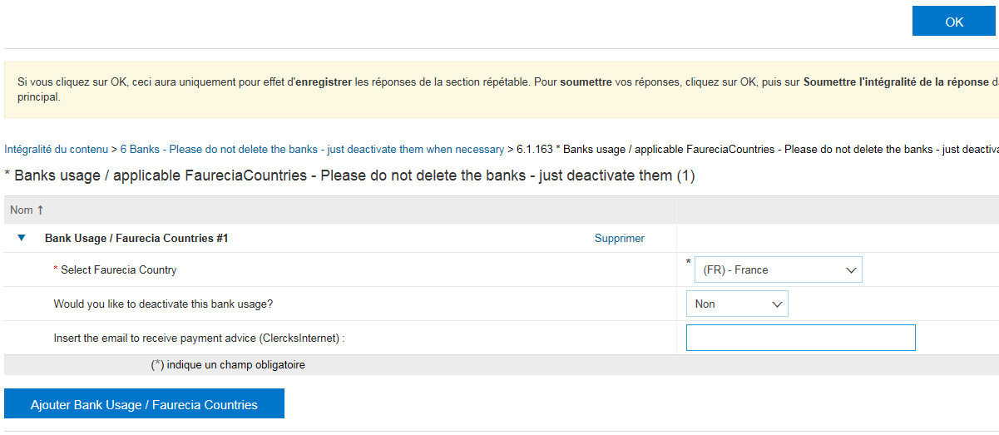 OK
Si vous cliquez sur OK, ceci aura uniquement pour effet d'enregistrer les réponses de la section répétable. Pour soumettre vos réponses, cliquez sur OK, puis sur Soumettre l'intégralité de la réponse
principal.
Intégralité du contenu > 6 Banks - Please do not delete the banks - just deactivate them when necessary > 6.1.163 * Banks usage / applicable FaureciaCountries - Please do not delete the banks - just deactiva
* Banks usage / applicable FaureciaCountries - Please do not delete the banks - just deactivate them (1)
Nom ↑
▼ Bank Usage / Faurecia Countries #1 Supprimer
* Select Faurecia Country * (FR) - France
Would you like to deactivate this bank usage? Non
Insert the email to receive payment advice (ClercksInternet) :
(*) indique un champ obligatoire
Ajouter Bank Usage / Faurecia Countries